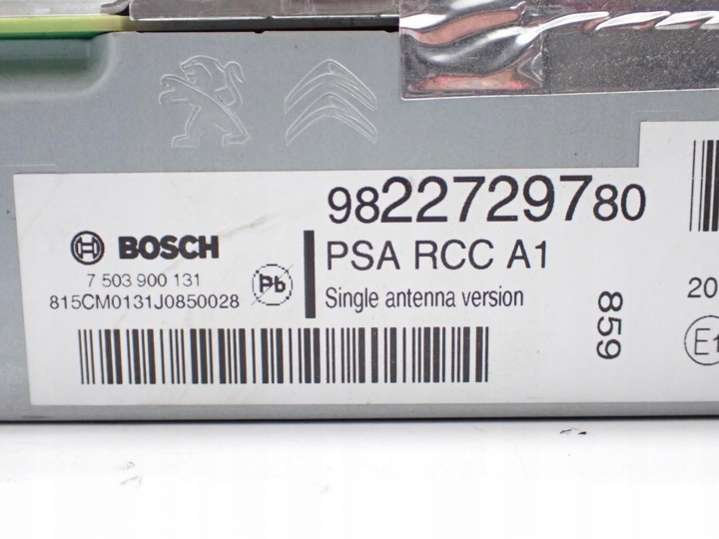 9822729780
BOSCH
PSA RCC A1
7 503 900 131
Pb
815CM0131J0850028
Single antenna version
859
20
E1